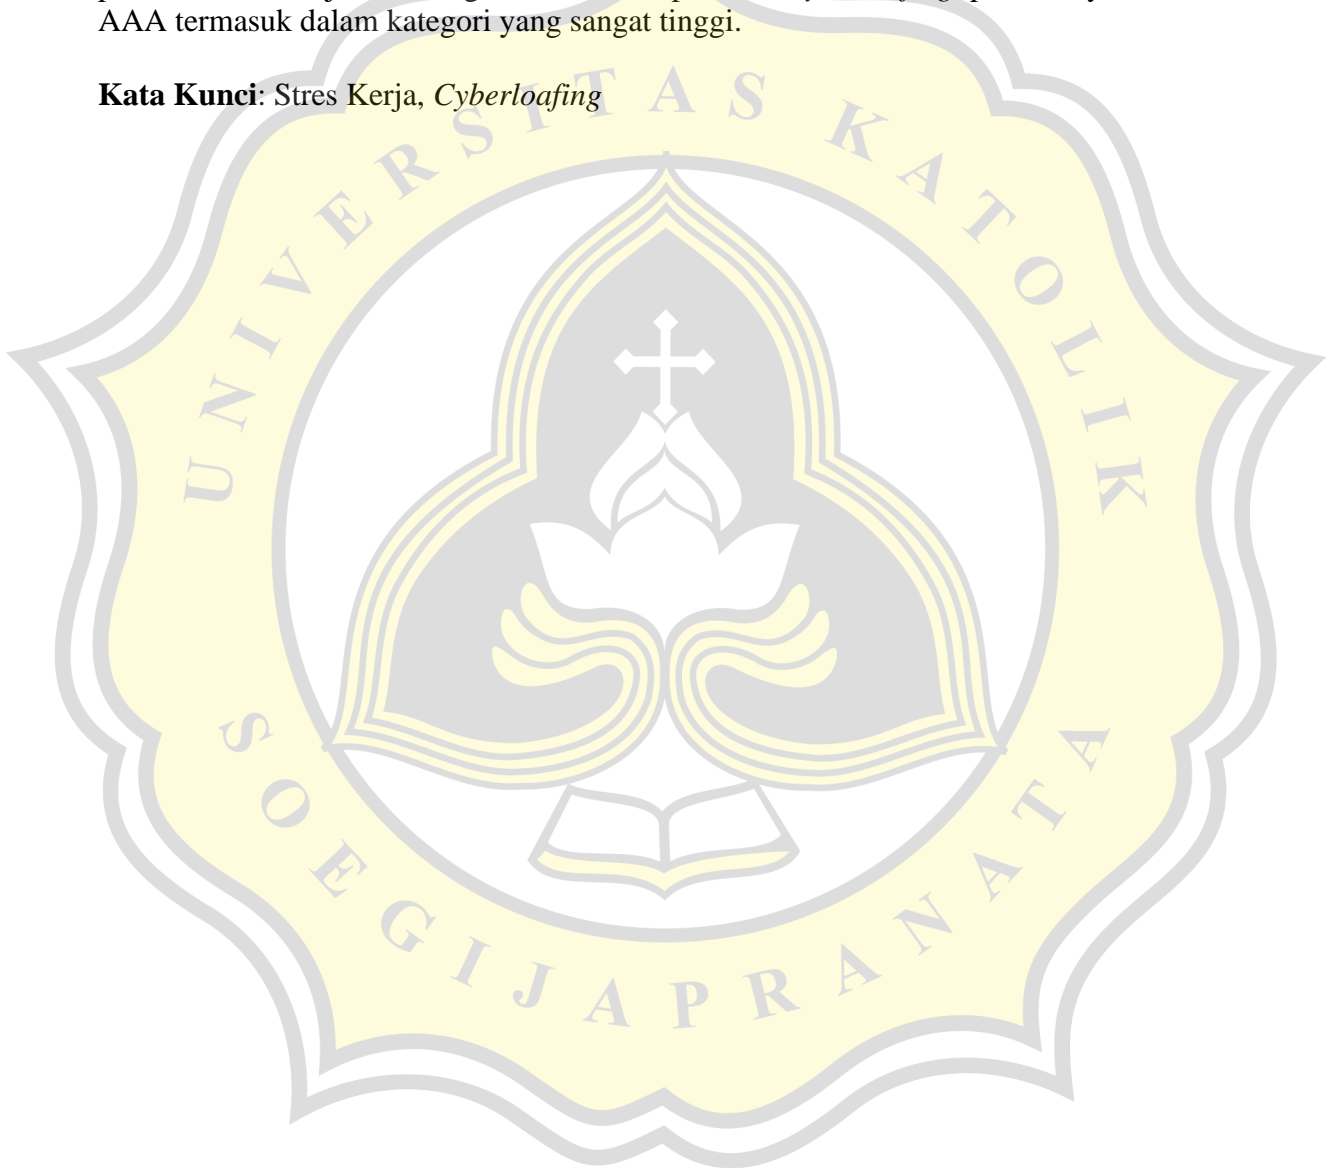 AAA termasuk dalam kategori yang sangat tinggi.
Kata Kunci: Stres Kerja, Cyberloafing
UNIVERSITAS KATOLIK
SOEGIJAPRANATA